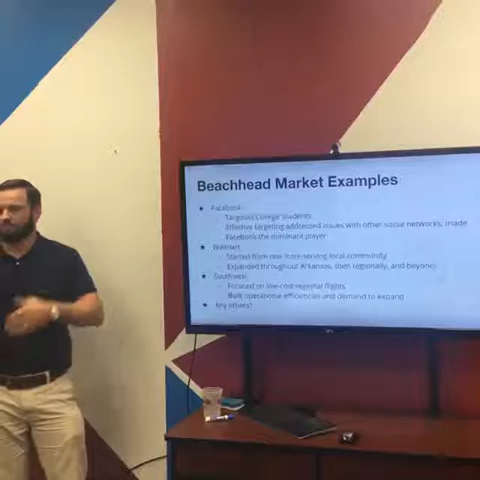 Beachhead Market Examples
Facebook
Targeted College Students
Effective targeting addressed issues with other social networks, made
Facebook the dominant player
Walmart
Started from one store serving local community
Expanded throughout Arkansas, then regionally, and beyond
Southwest
Focused on low-cost regional flights
Built operational efficiencies and demand to expand
Any others?